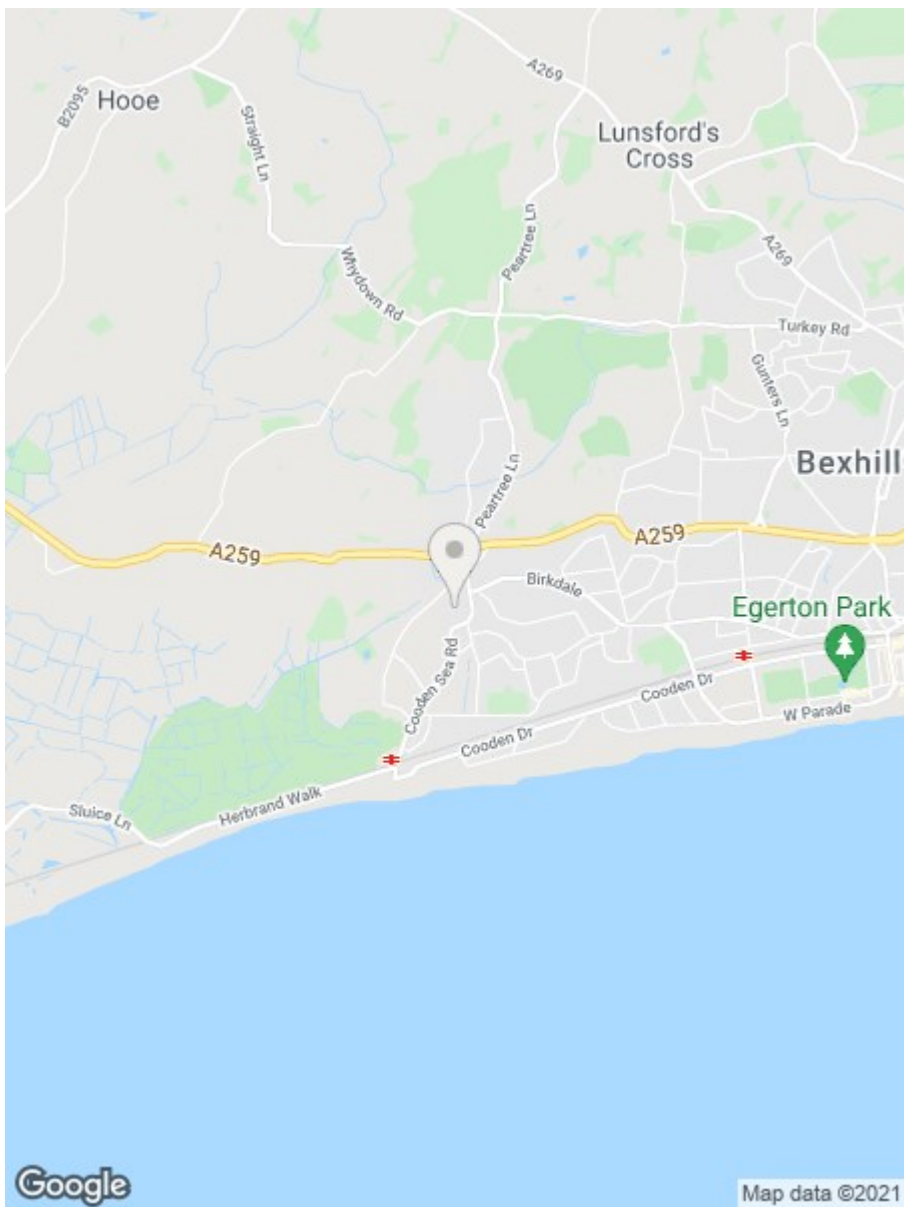 A269
B2095
Hooe
Straight Ln
Lunsford's
Cross
Peartree Ln
A269
Whydown Rd
Turkey Rd
Gunters Ln
Bexhill
Peartree Ln
A259
A259
Birkdale
Egerton Park
Cooden Sea Rd
Cooden Dr
W Parade
Cooden Dr
Herbrand Walk
Sluice Ln
Google
Map data ©2021